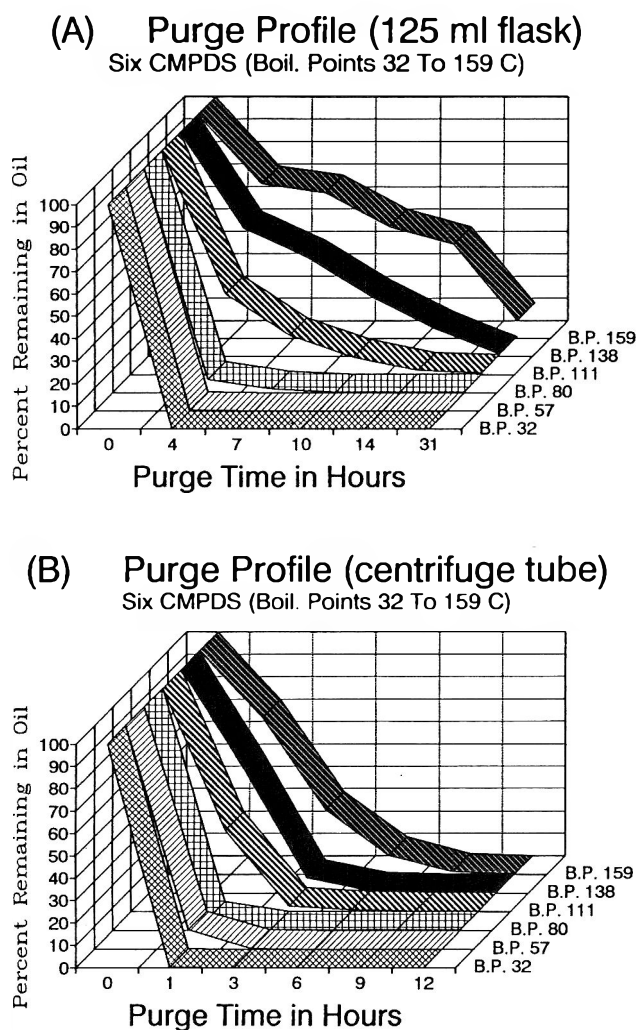 (A) Purge Profile (125 ml flask)
Six CMPDS (Boil. Points 32 To 159 C)
Percent Remaining in Oil
100
90
80
70
60
50
40
30
20
10
0
0 4 7 10 14 31
B.P. 159
B.P. 138
B.P. 111
B.P. 80
B.P. 57
B.P. 32
Purge Time in Hours
(B) Purge Profile (centrifuge tube)
Six CMPDS (Boil. Points 32 To 159 C)
Percent Remaining in Oil
100
90
80
70
60
50
40
30
20
10
0
0 1 3 6 9 12
B.P. 159
B.P. 138
B.P. 111
B.P. 80
B.P. 57
B.P. 32
Purge Time in Hours